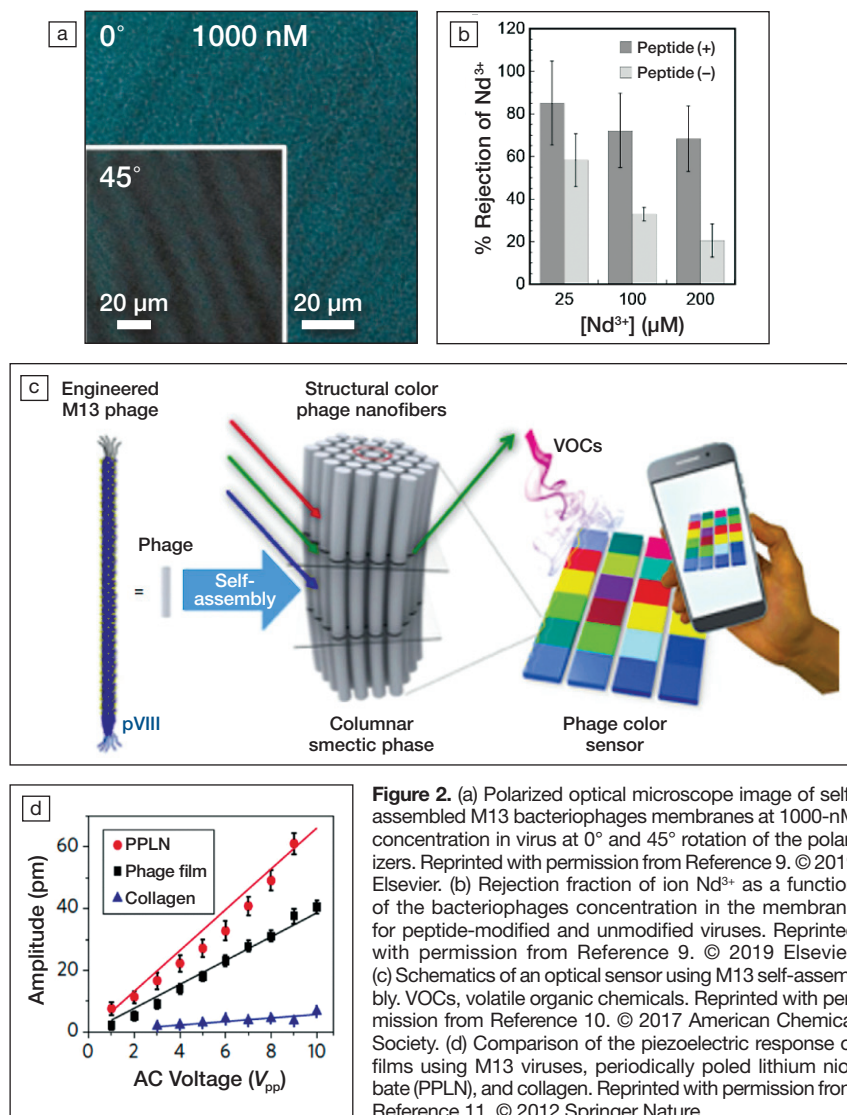 a
0° 1000 nM
45°
20 µm
20 µm
b
Peptide (+)
Peptide (−)
% Rejection of Nd³⁺
120
100
80
60
40
20
0
25 100 200
[Nd³⁺] (µM)
c
Engineered
M13 phage
Structural color
phage nanofibers
VOCs
Phage
=
Self-
assembly
pVIII
Columnar
smectic phase
Phage color
sensor
d
PPLN
Phage film
Collagen
Amplitude (pm)
60
40
20
0
0 2 4 6 8 10
AC Voltage (Vpp)
Figure 2. (a) Polarized optical microscope image of self-
assembled M13 bacteriophages membranes at 1000-nM
concentration in virus at 0° and 45° rotation of the polar-
izers. Reprinted with permission from Reference 9. © 201
Elsevier. (b) Rejection fraction of ion Nd³⁺ as a function
of the bacteriophages concentration in the membran
for peptide-modified and unmodified viruses. Reprinted
with permission from Reference 9. © 2019 Elsevie
(c) Schematics of an optical sensor using M13 self-assem
bly. VOCs, volatile organic chemicals. Reprinted with per
mission from Reference 10. © 2017 American Chemica
Society. (d) Comparison of the piezoelectric response o
films using M13 viruses, periodically poled lithium nio
bate (PPLN), and collagen. Reprinted with permission from
Reference 11. © 2012 Springer Nature